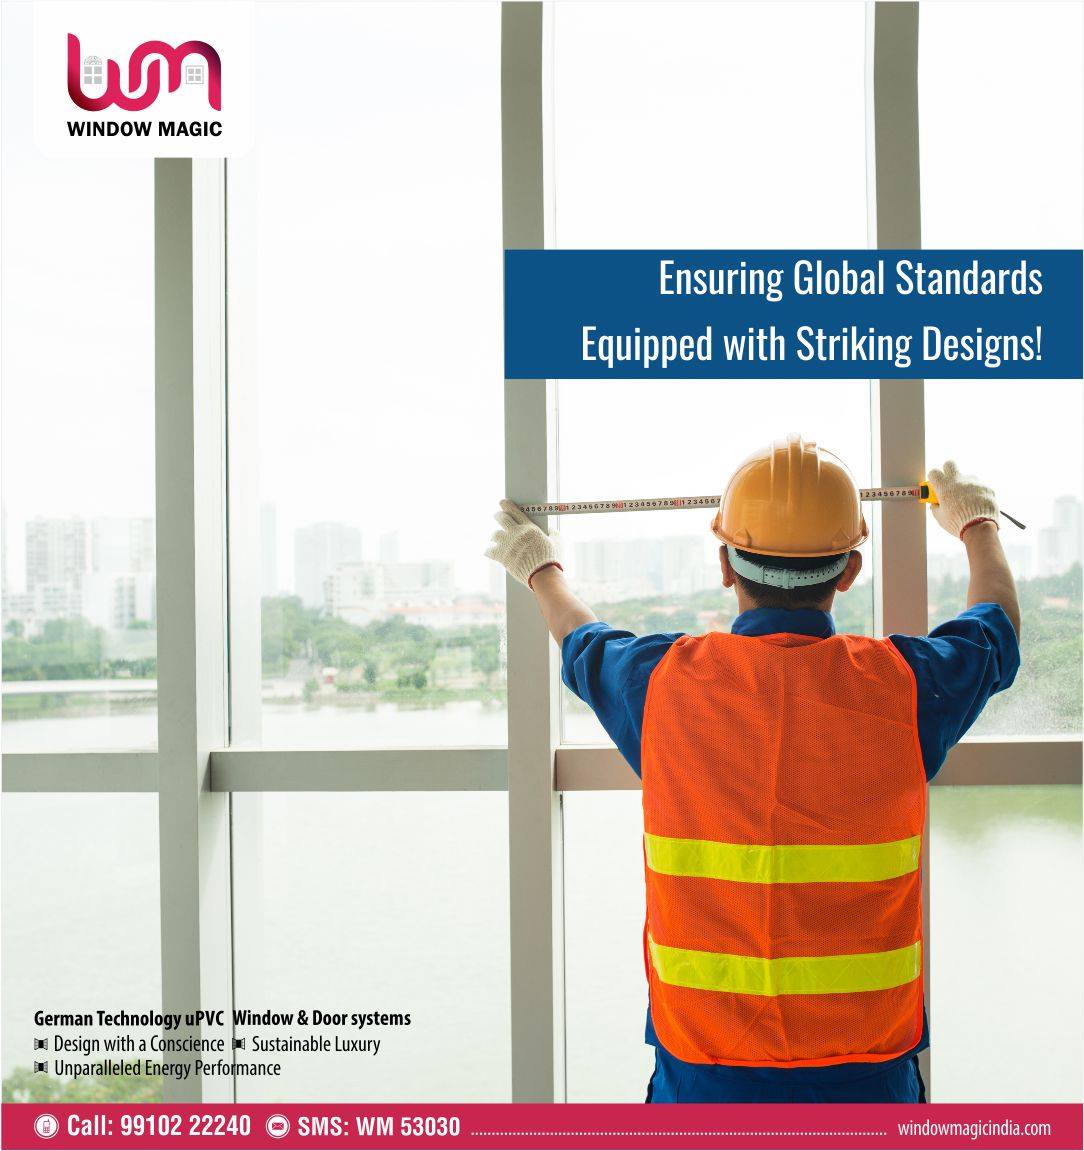 WM
WINDOW MAGIC
Ensuring Global Standards
Equipped with Striking Designs!
German Technology uPVC Window & Door systems
Design with a Conscience Sustainable Luxury
Unparalleled Energy Performance
Call: 99102 22240 SMS: WM 53030 windowmagicindia.com